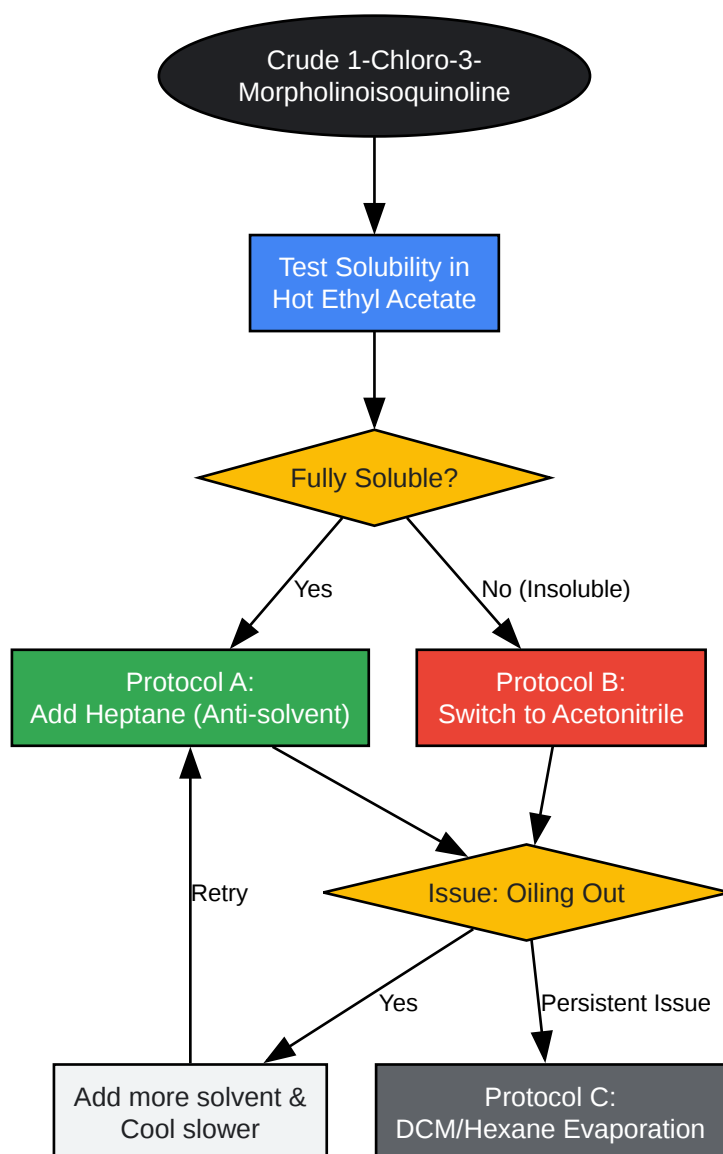 Crude 1-Chloro-3-
Morpholinoisoquinoline
Test Solubility in
Hot Ethyl Acetate
Fully Soluble?
Yes
No (Insoluble)
Protocol A:
Add Heptane (Anti-solvent)
Protocol B:
Switch to Acetonitrile
Retry
Issue: Oiling Out
Yes
Persistent Issue
Add more solvent &
Cool slower
Protocol C:
DCM/Hexane Evaporation